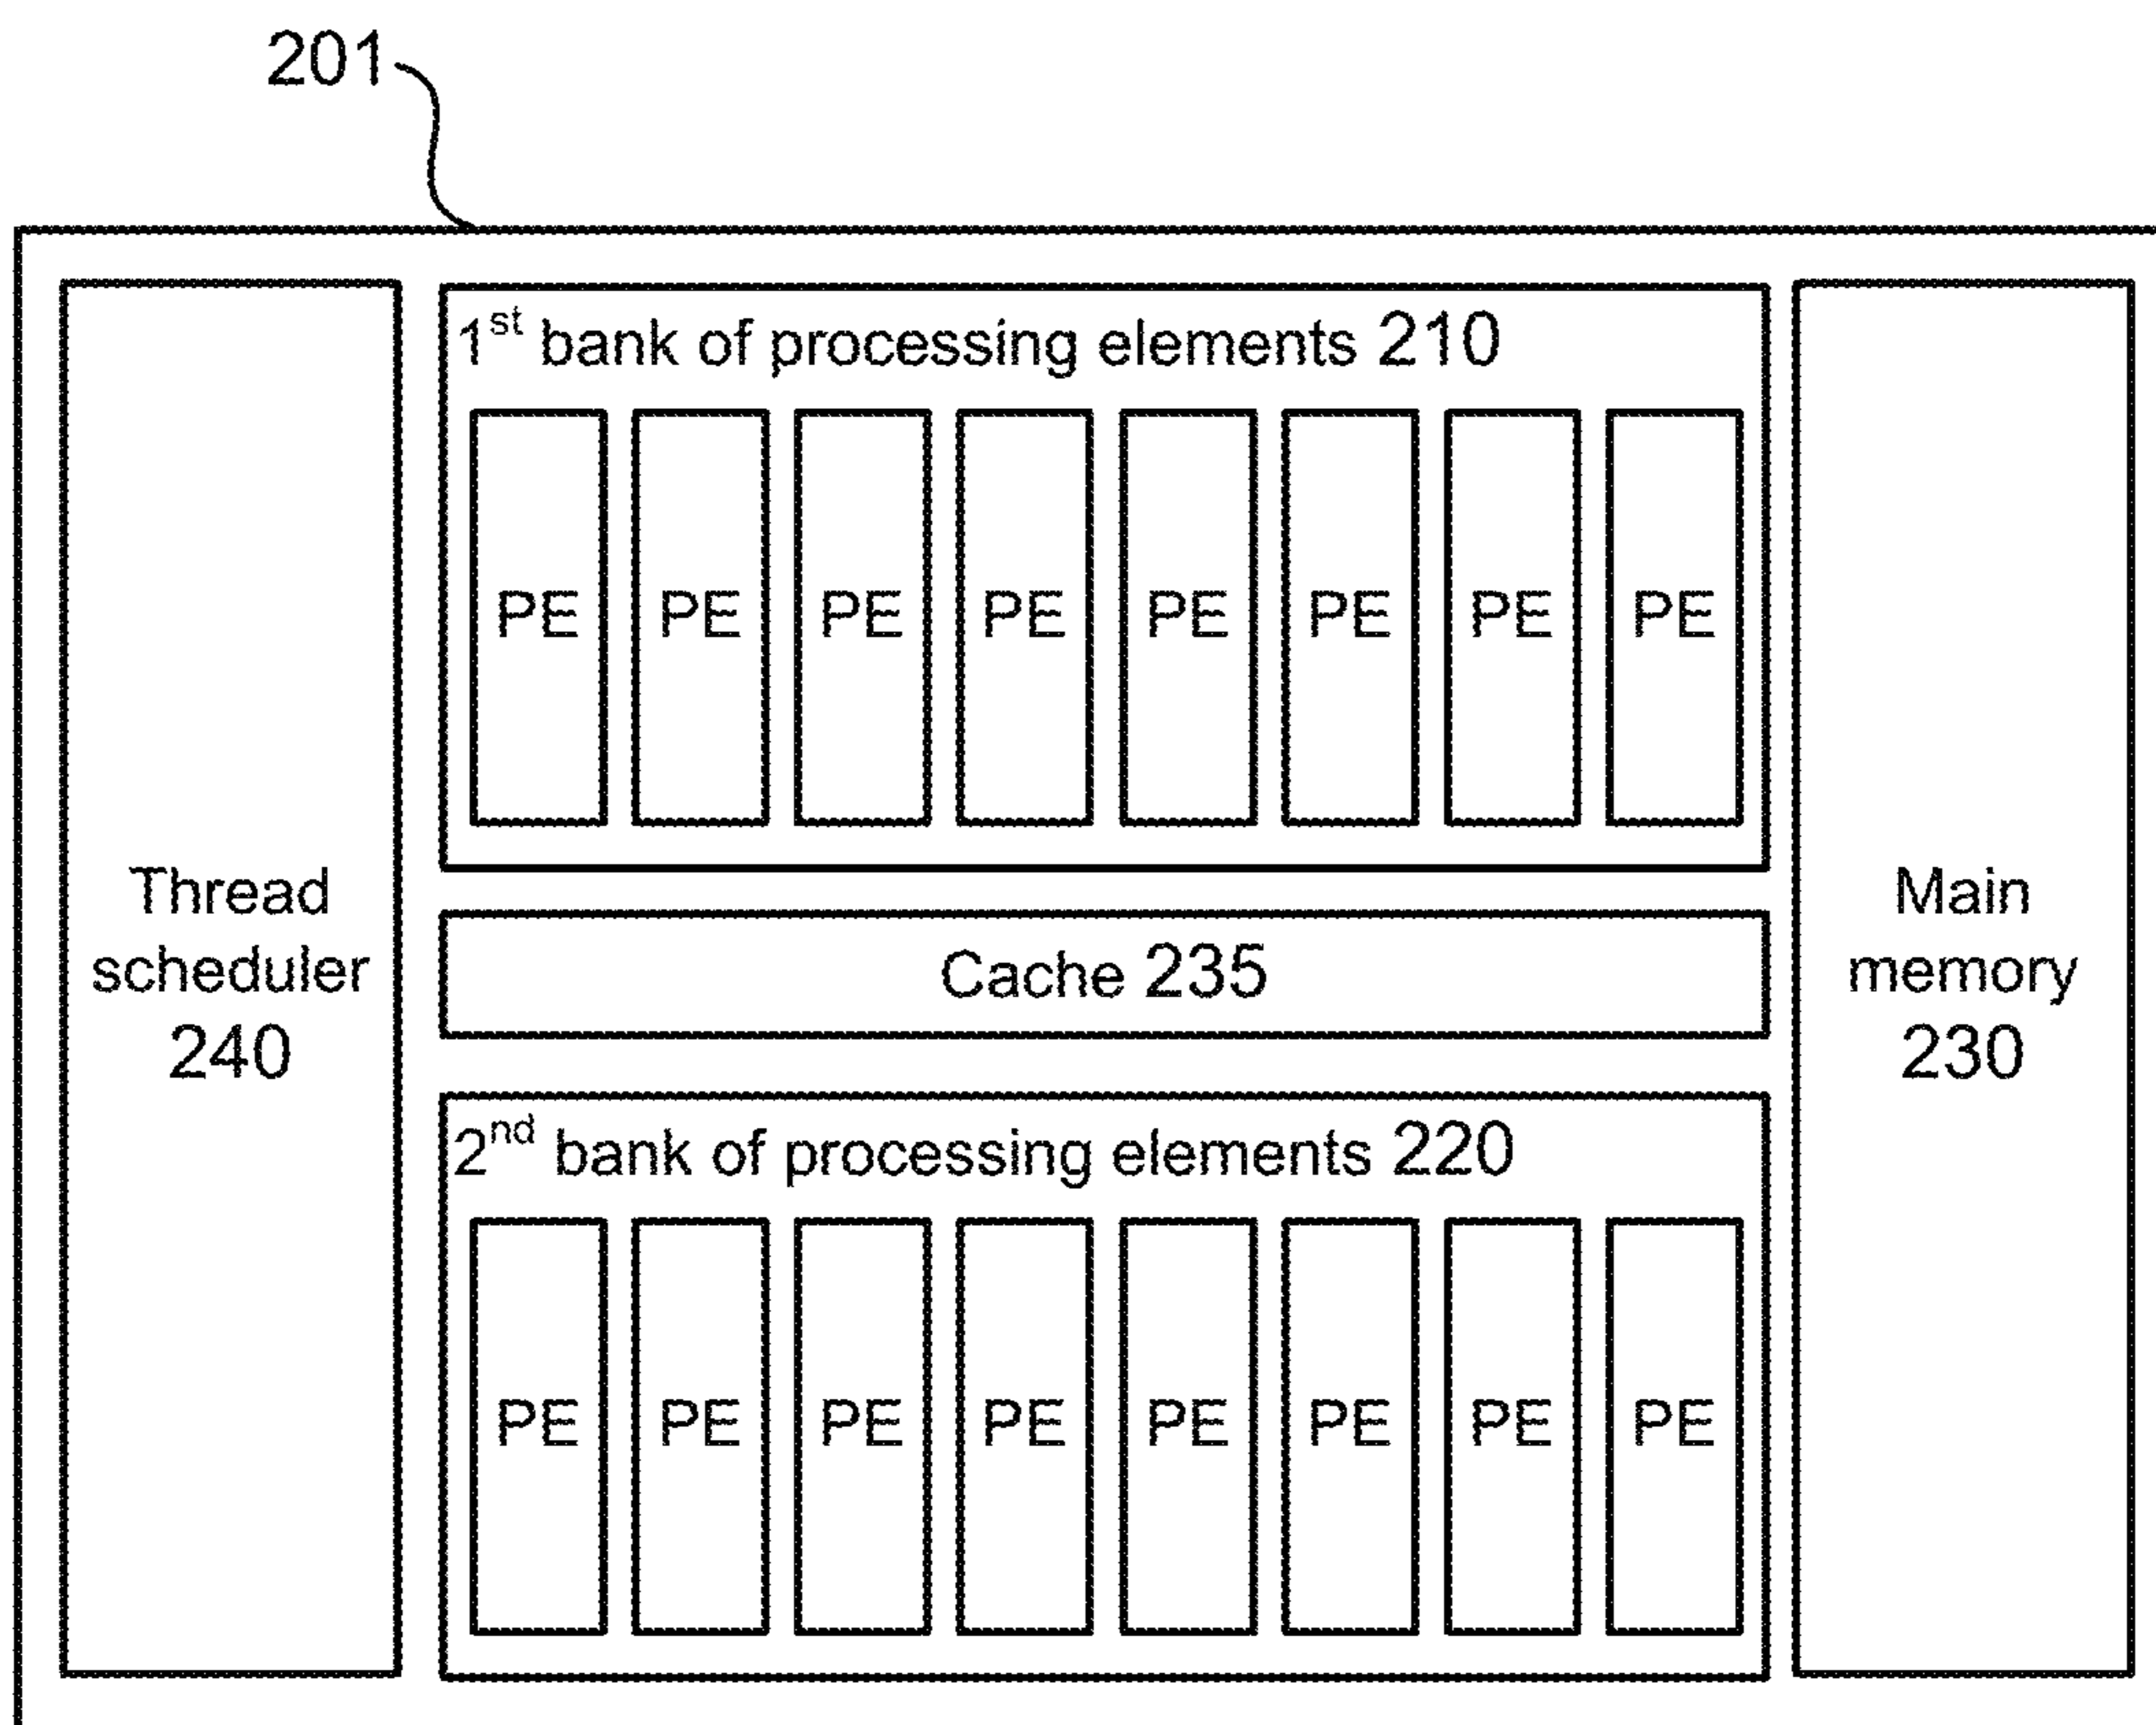 201
1st bank of processing elements 210
PE PE PE PE PE PE PE PE
Thread
scheduler
240
Cache 235
Main
memory
230
2nd bank of processing elements 220
PE PE PE PE PE PE PE PE